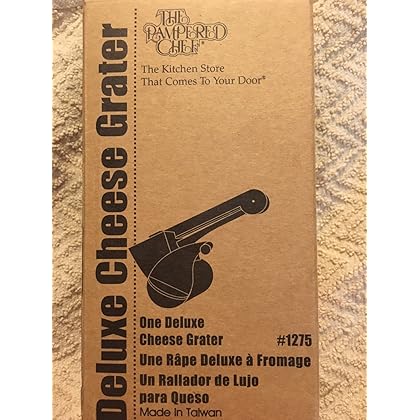 THE
PAMPERED
CHEF®
The Kitchen Store
That Comes To Your Door®
Deluxe Cheese Grater
One Deluxe
Cheese Grater #1275
Une Râpe Deluxe à Fromage
Un Rallador de Lujo
para Queso
Made In Taiwan